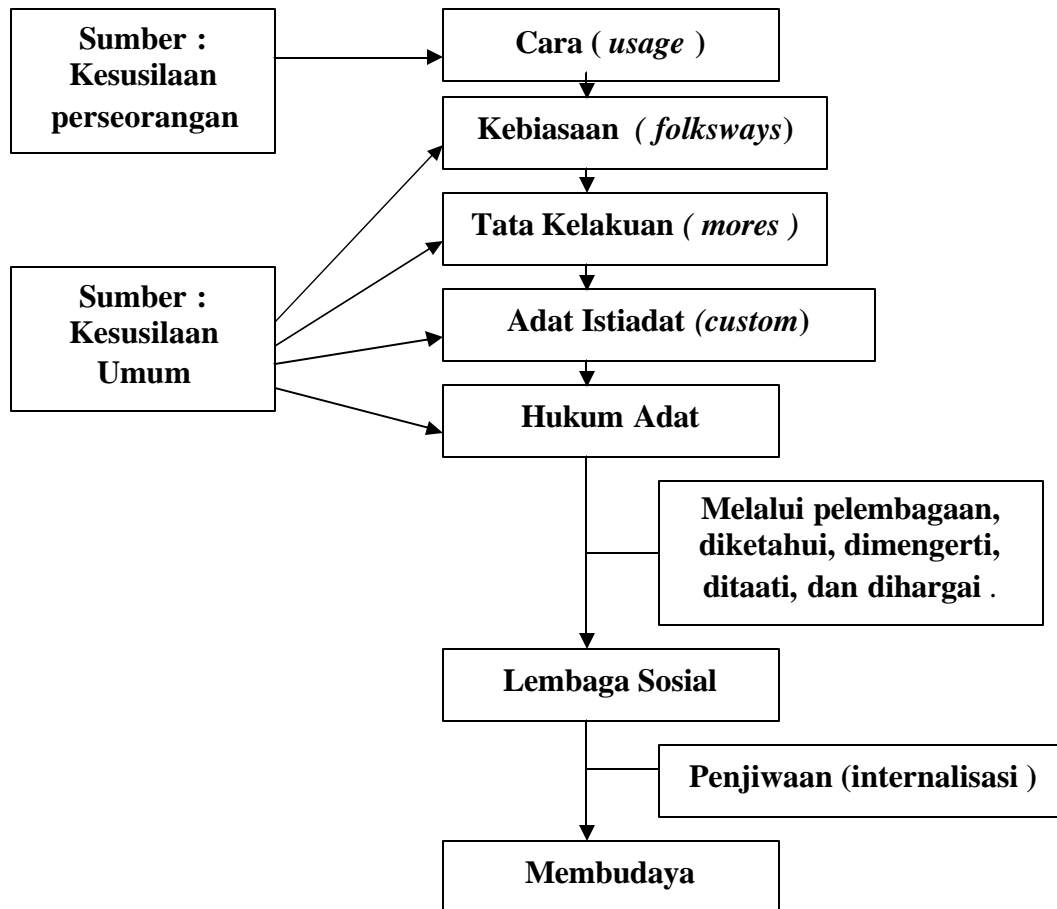 Sumber :
Kesusilaan
perseorangan
Cara ( usage )
Kebiasaan ( folksways)
Tata Kelakuan ( mores )
Sumber :
Kesusilaan
Umum
Adat Istiadat (custom)
Hukum Adat
Melalui pelembagaan,
diketahui, dimengerti,
ditaati, dan dihargai .
Lembaga Sosial
Penjiwaan (internalisasi )
Membudaya